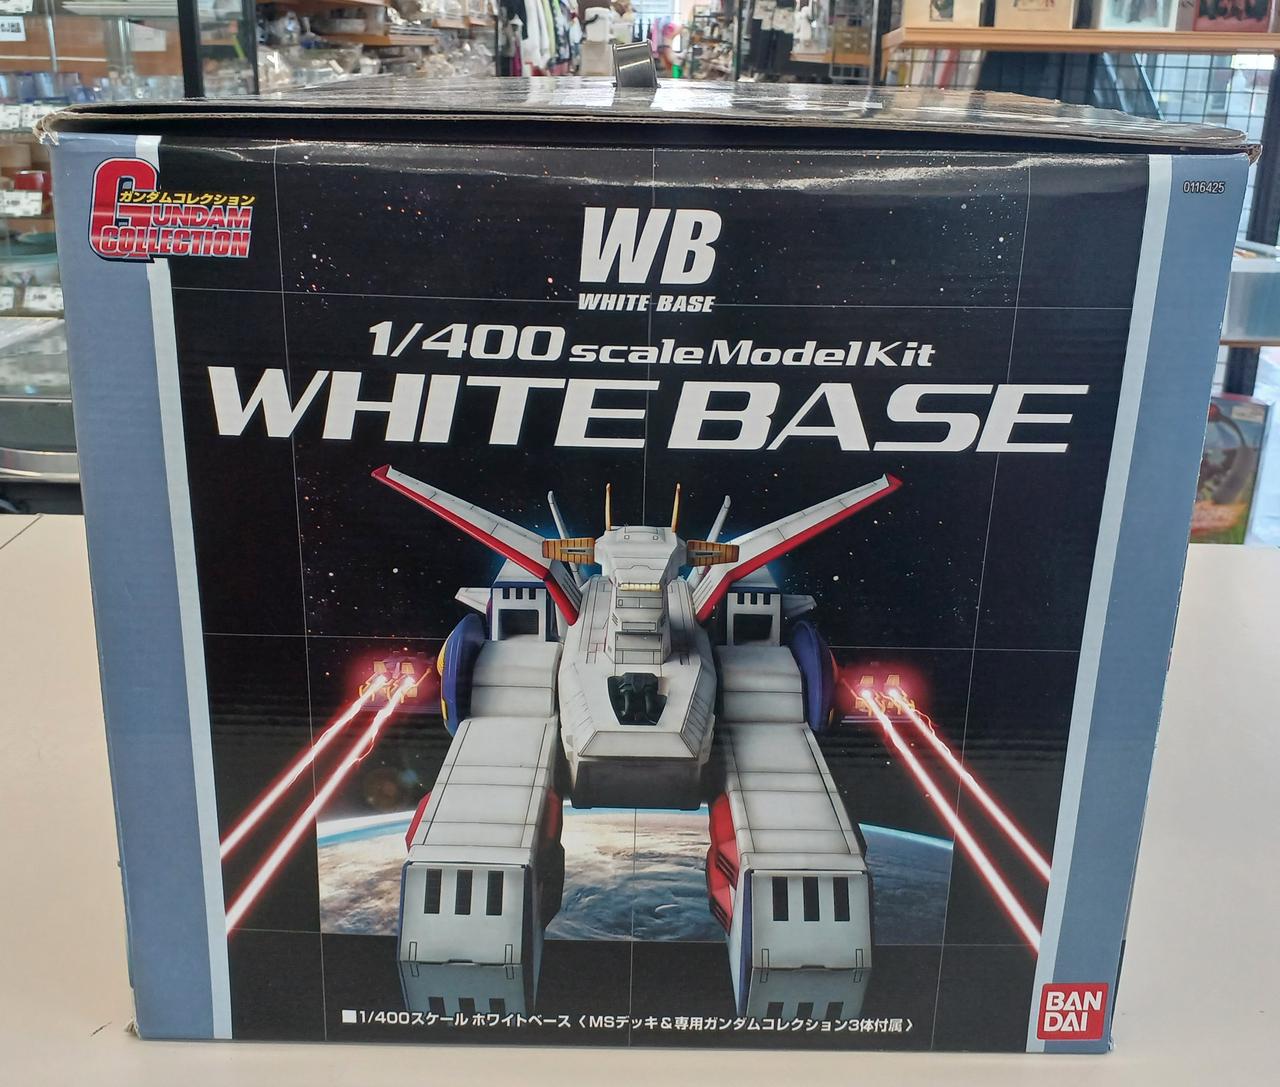 ガンダムコレクション
GUNDAM
COLLECTION
0116425
WB
WHITE BASE
1/400 scale Model Kit
WHITE BASE
■1/400スケール ホワイトベース〈MSデッキ&専用ガンダムコレクション3体付属〉
BAN
DAI